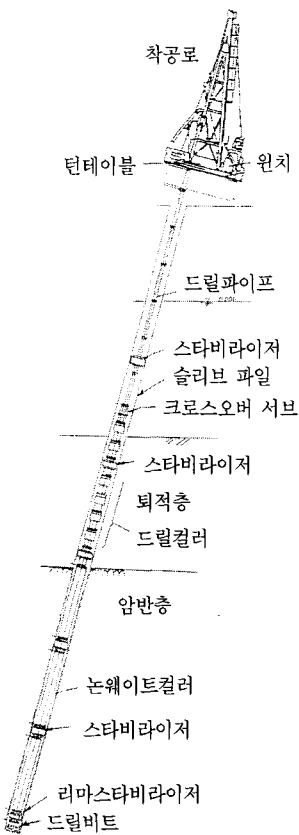 착공로
턴테이블
윈치
드릴파이프
스타비라이저
슬리브 파일
크로스오버 서브
스타비라이저
퇴적층
드릴컬러
암반층
논웨이트컬러
스타비라이저
리마스타비라이저
드릴비트